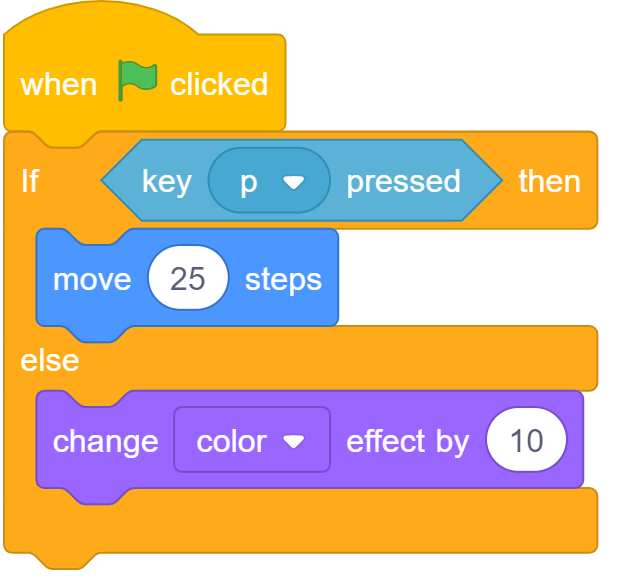 when clicked
If key p pressed then
move 25 steps
else
change color effect by 10